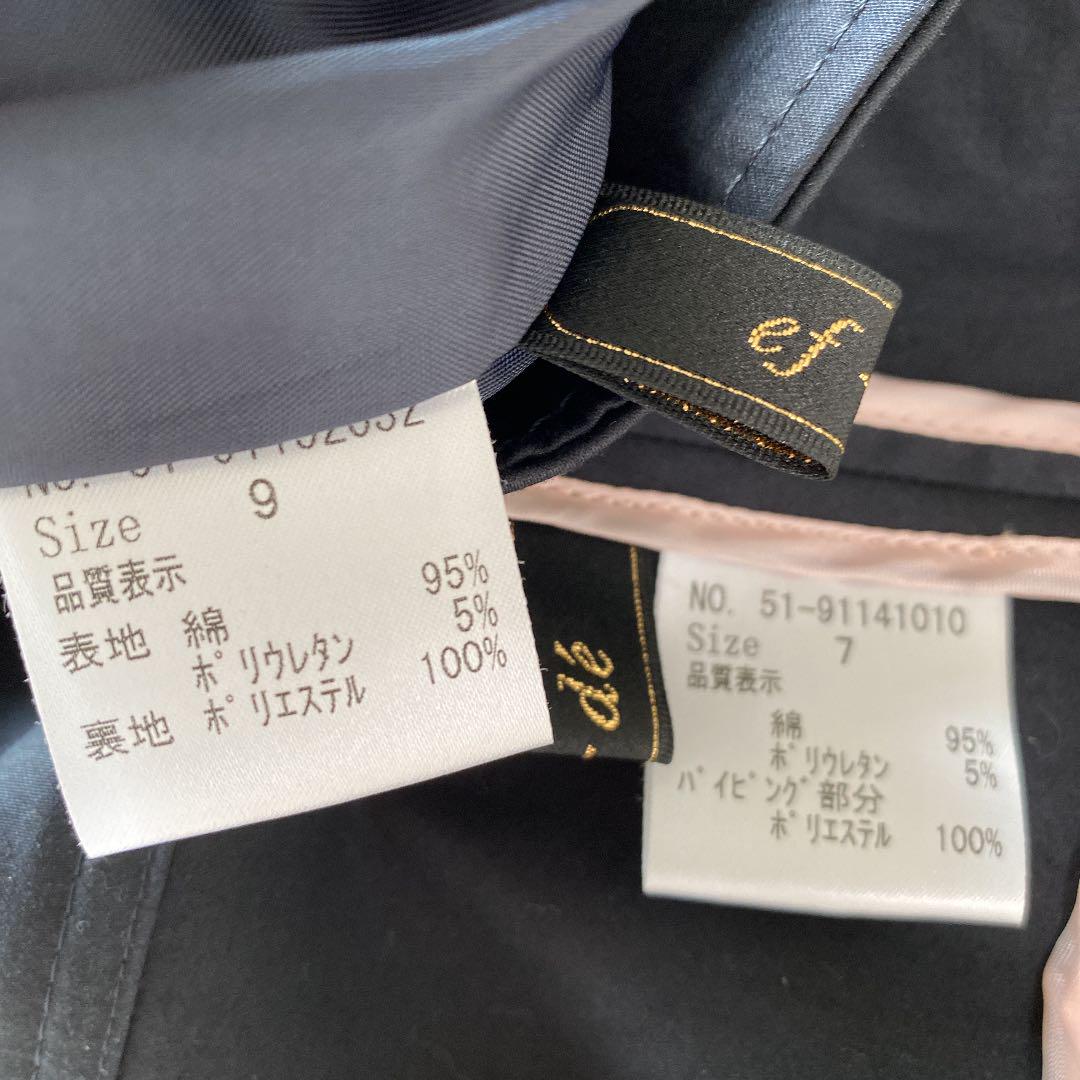 ef
Size 9
品質表示
表地 綿 95%
ポリウレタン 5%
裏地 ポリエステル 100%
dé
NO. 51-91141010
Size 7
品質表示
綿 95%
ポリウレタン 5%
パイピング部分
ポリエステル 100%